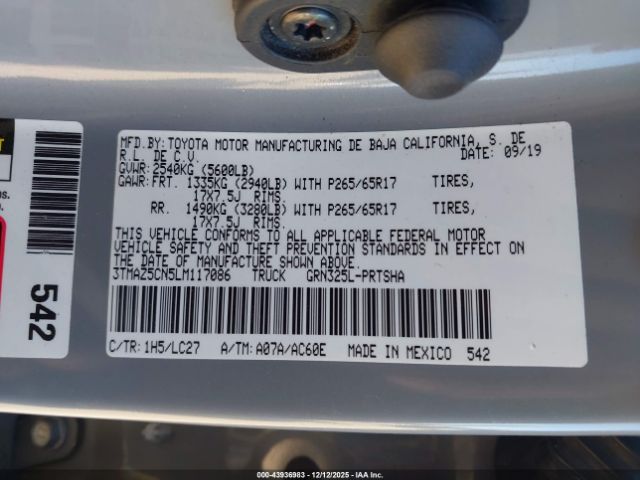 MFD.BY:TOYOTA MOTOR MANUFACTURING DE BAJA CALIFORNIA, S. DE
R.L. DE C.V. DATE: 09/19
GVWR:2540KG (5600LB)
GAWR:FRT. 1335KG (2940LB) WITH P265/65R17 TIRES,
17X7.5J RIMS.
RR. 1490KG (3280LB) WITH P265/65R17 TIRES,
17X7.5J RIMS.
THIS VEHICLE CONFORMS TO ALL APPLICABLE FEDERAL MOTOR
VEHICLE SAFETY AND THEFT PREVENTION STANDARDS IN EFFECT ON
THE DATE OF MANUFACTURE SHOWN ABOVE.
3TMAZ5CN5LM117086 TRUCK GRN325L-PRTSHA
C/TR:1H5/LC27 A/TM:A07A/AC60E MADE IN MEXICO 542
542
000-43936983 - 12/12/2025 - IAAI.CA